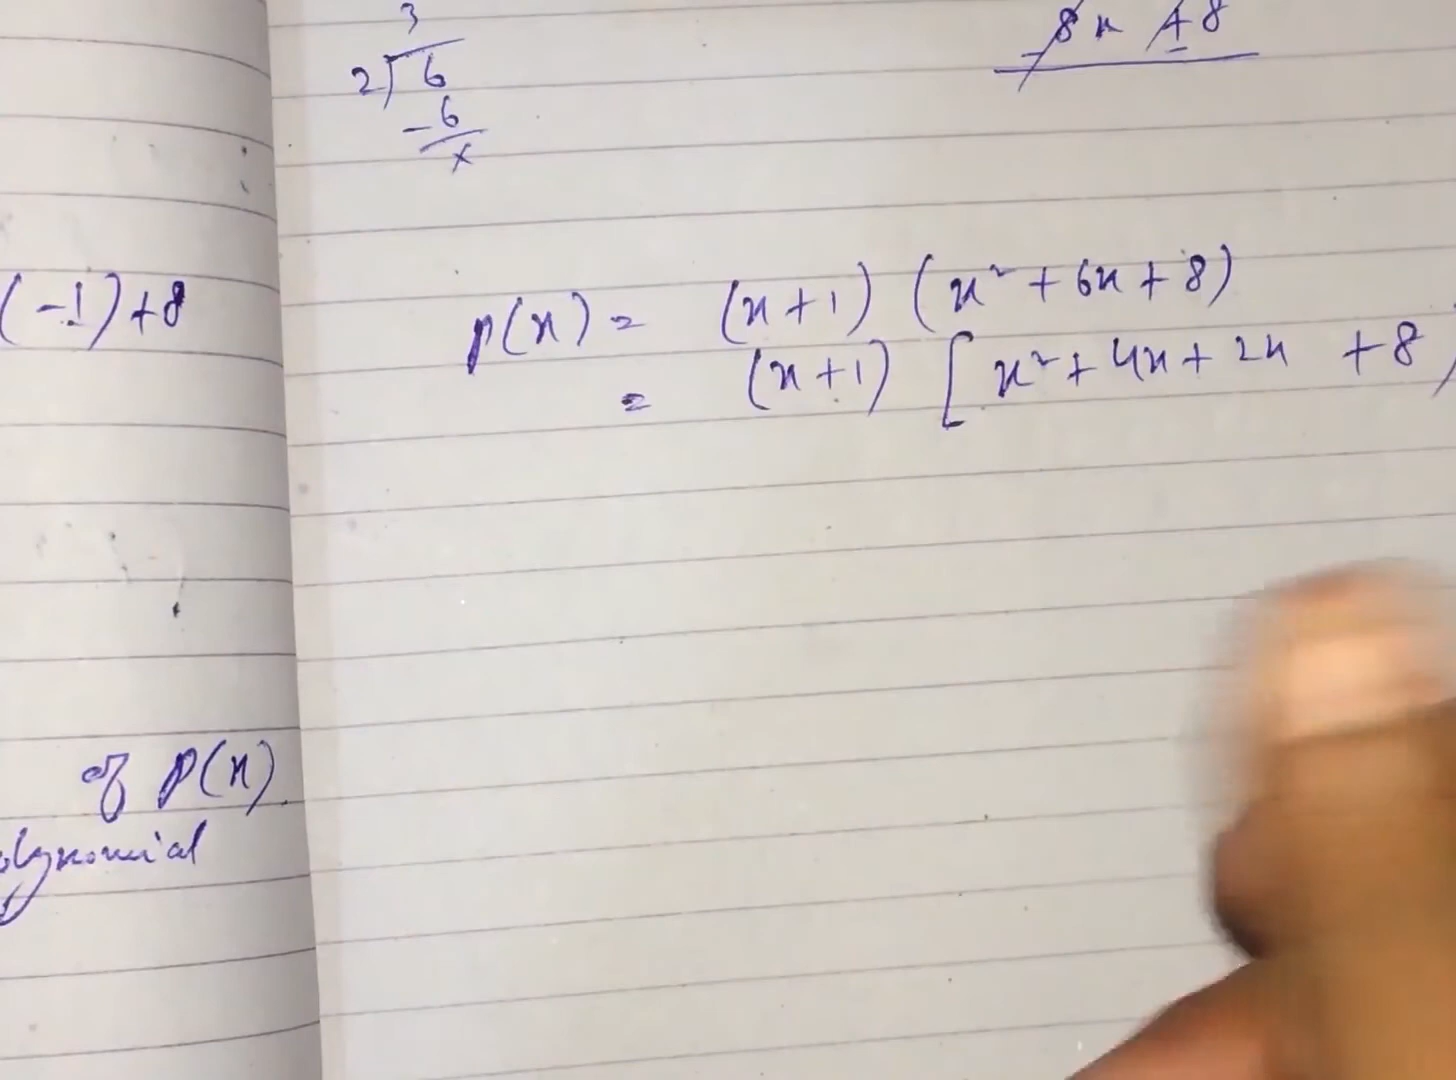 (-1)+8
of P(x)
3
2)6
-6
x
8x+8
p(x) = (x+1) (x²+6x+8)
= (x+1) [x²+4x+2x +8